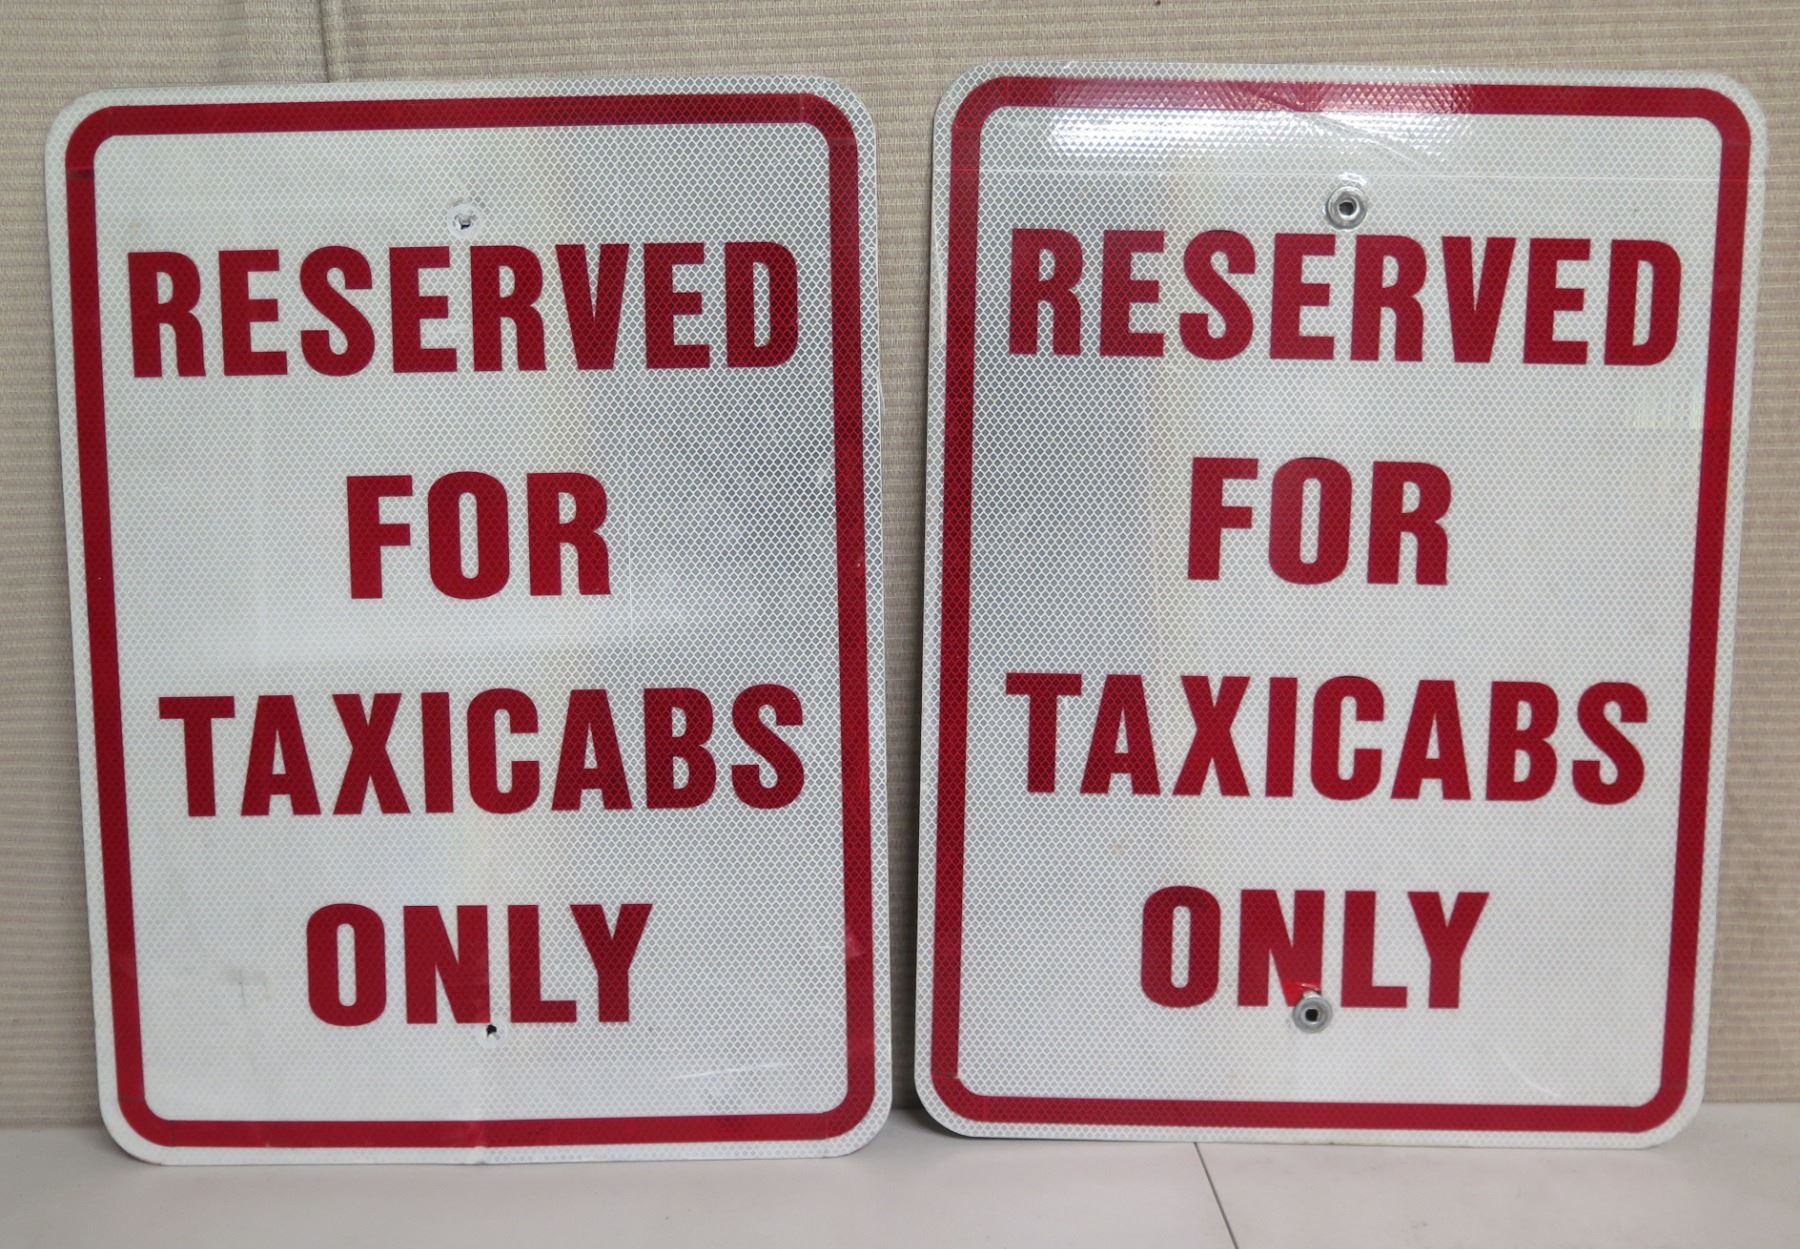 RESERVED
FOR
TAXICABS
ONLY
RESERVED
FOR
TAXICABS
ONLY